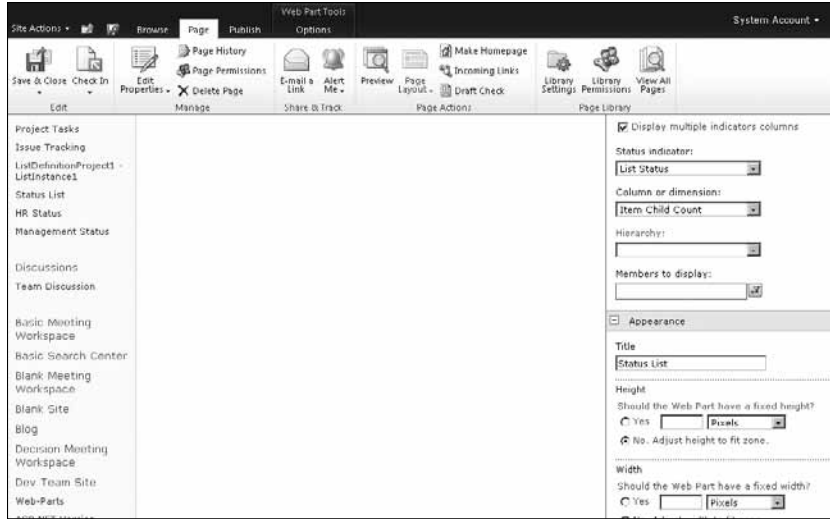 Web Part Tools
Site Actions Browse Page Publish Options System Account
Page History
Page Permissions
Delete Page
Make Homepage
Incoming Links
Draft Check
Save & Close Check In Edit Properties E-mail a Link Alert Me Preview Page Layout Library Settings Library Permissions View All Pages
Edit Manage Share & Track Page Actions Page Library
Project Tasks
Issue Tracking
ListDefinitionProject1 -
ListInstance1
Status List
HR Status
Management Status
Discussions
Team Discussion
Basic Meeting
Workspace
Basic Search Center
Blank Meeting
Workspace
Blank Site
Blog
Decision Meeting
Workspace
Dev Team Site
Web-Parts
Display multiple indicators columns
Status indicator:
List Status
Column or dimension:
Item Child Count
Hierarchy:
Members to display:
Appearance
Title
Status List
Height
Should the Web Part have a fixed height?
Yes Pixels
No. Adjust height to fit zone.
Width
Should the Web Part have a fixed width?
Yes Pixels